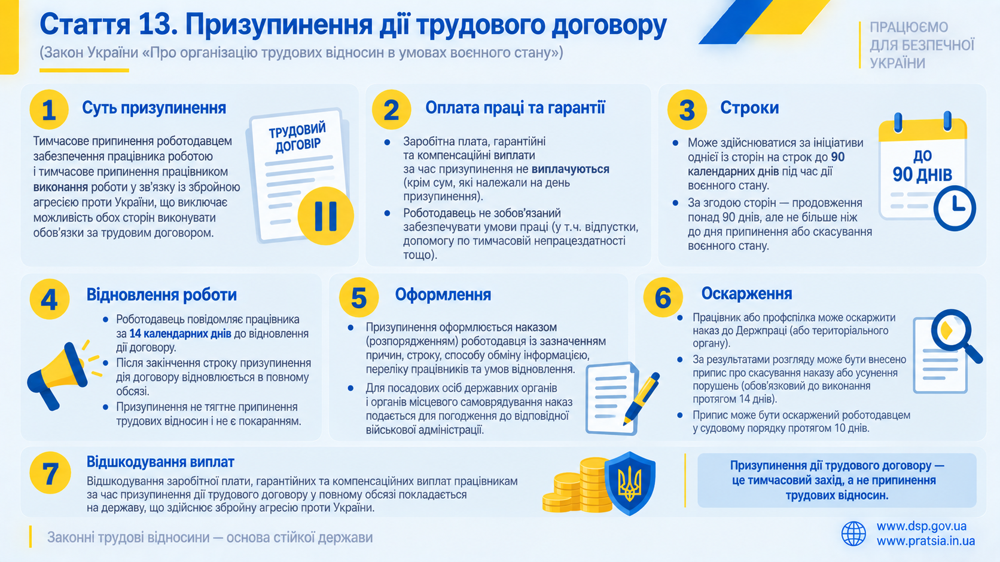 Стаття 13. Призупинення дії трудового договору
(Закон України «Про організацію трудових відносин в умовах воєнного стану»)
ПРАЦЮЄМО
ДЛЯ БЕЗПЕЧНОЇ
УКРАЇНИ
1
Суть призупинення
Тимчасове припинення роботодавцем
забезпечення працівника роботою
і тимчасове припинення працівником
виконання роботи у зв'язку із збройною
агресією проти України, що виключає
можливість обох сторін виконувати
обов'язки за трудовим договором.
ТРУДОВИЙ
ДОГОВІР
2
Оплата праці та гарантії
Заробітна плата, гарантійні
та компенсаційні виплати
за час призупинення не виплачуються
(крім сум, які належали на день
призупинення).
Роботодавець не зобов'язаний
забезпечувати умови праці (у т.ч. відпустки,
допомогу по тимчасовій непрацездатності
тощо).
3
Строки
Може здійснюватися за ініціативи
однієї із сторін на строк до 90
календарних днів під час дії
воєнного стану.
За згодою сторін — продовження
понад 90 днів, але не більше ніж
до дня припинення або скасування
воєнного стану.
ДО
90 ДНІВ
4
Відновлення роботи
Роботодавець повідомляє працівника
за 14 календарних днів до відновлення
дії договору.
Після закінчення строку призупинення
дія договору відновлюється в повному
обсязі.
Призупинення не тягтне припинення
трудових відносин і не є покаранням.
5
Оформлення
Призупинення оформлюється наказом
(розпорядженням) роботодавця із зазначенням
причин, строку, способу обміну інформацією,
переліку працівників та умов відновлення.
Для посадових осіб державних органів
і органів місцевого самоврядування наказ
подається для погодження до відповідної
військової адміністрації.
6
Оскарження
Працівник або профспілка може оскаржити
наказ до Держпраці (або територіального
органу).
За результатами розгляду може бути внесено
припис про скасування наказу або усунення
порушень (обов'язковий до виконання
протягом 14 днів).
Припис може бути оскаржений роботодавцем
у судовому порядку протягом 10 днів.
7
Відшкодування виплат
Відшкодування заробітної плати, гарантійних та компенсаційних виплат працівникам
за час призупинення дії трудового договору у повному обсязі покладається
на державу, що здійснює збройну агресію проти України.
Призупинення дії трудового договору —
це тимчасовий захід, а не припинення
трудових відносин.
Законні трудові відносини — основа стійкої держави
www.dsp.gov.ua
www.pratsia.in.ua